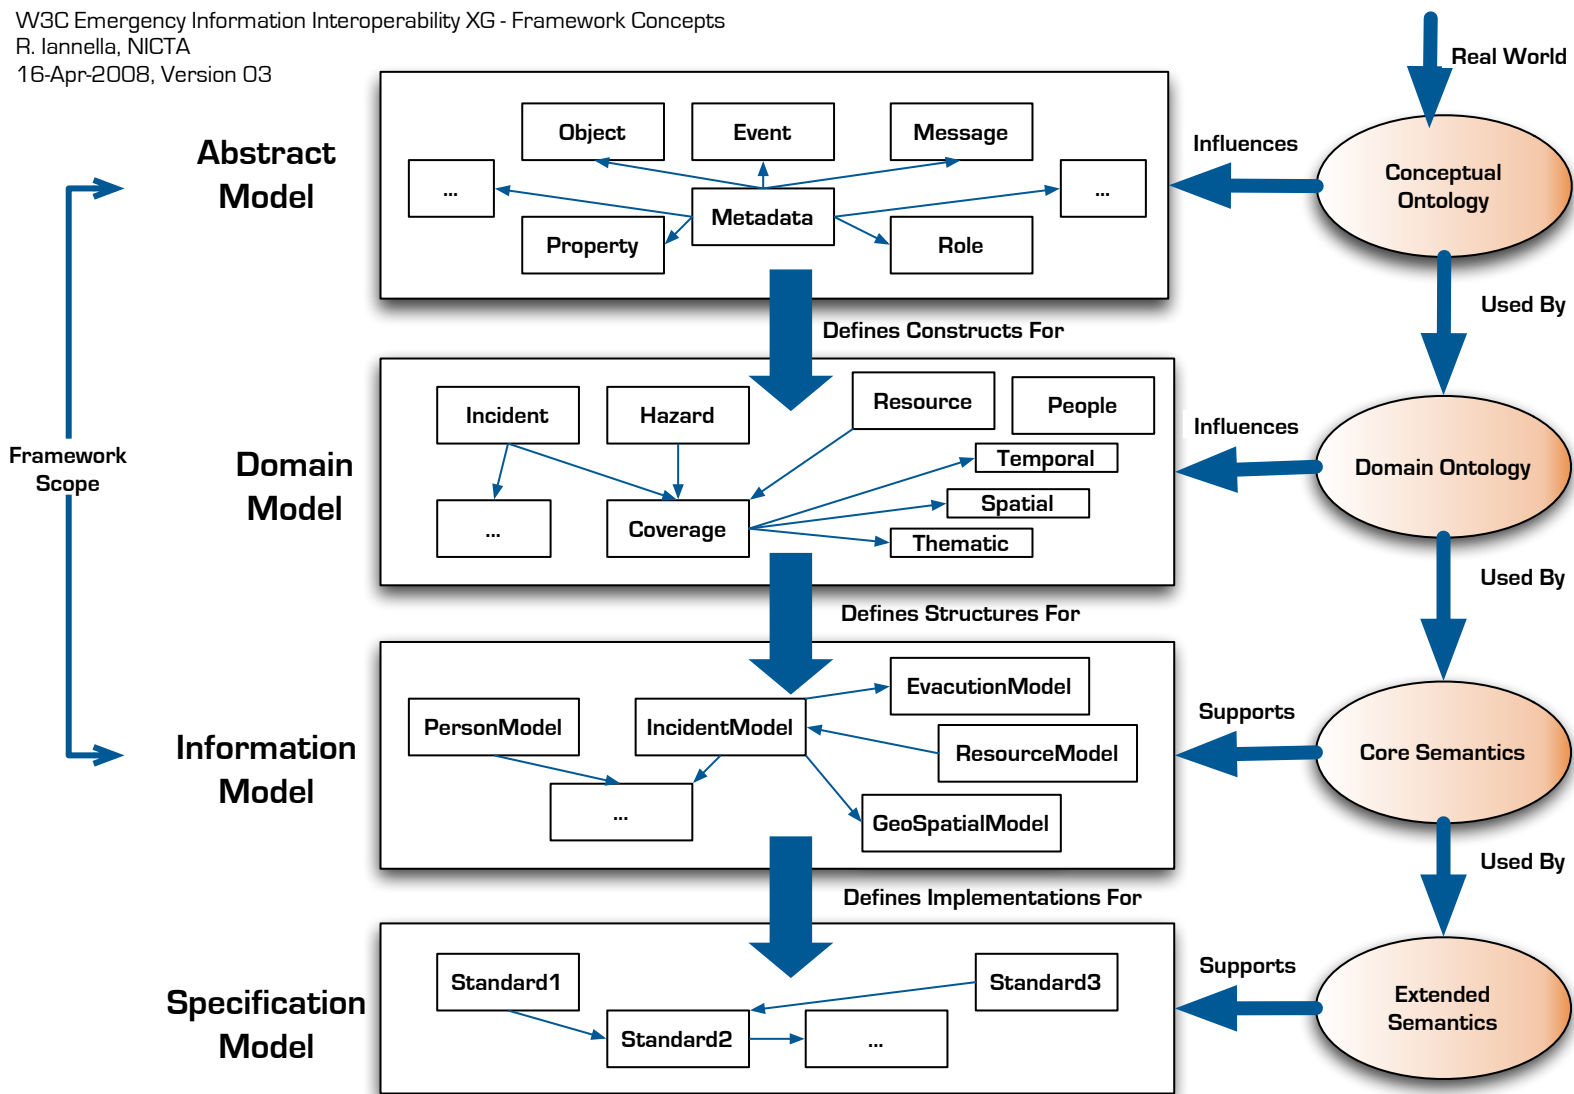 W3C Emergency Information Interoperability XG - Framework Concepts
R. Iannella, NICTA
16-Apr-2008, Version 03
Real World
Abstract
Model
Object
Event
Message
...
Metadata
...
Property
Role
Influences
Conceptual
Ontology
Defines Constructs For
Used By
Framework
Scope
Domain
Model
Incident
Hazard
Resource
People
Temporal
Spatial
Thematic
...
Coverage
Influences
Domain Ontology
Defines Structures For
Used By
Information
Model
PersonModel
IncidentModel
EvacutionModel
ResourceModel
...
GeoSpatialModel
Supports
Core Semantics
Defines Implementations For
Used By
Specification
Model
Standard1
Standard3
Standard2
...
Supports
Extended
Semantics